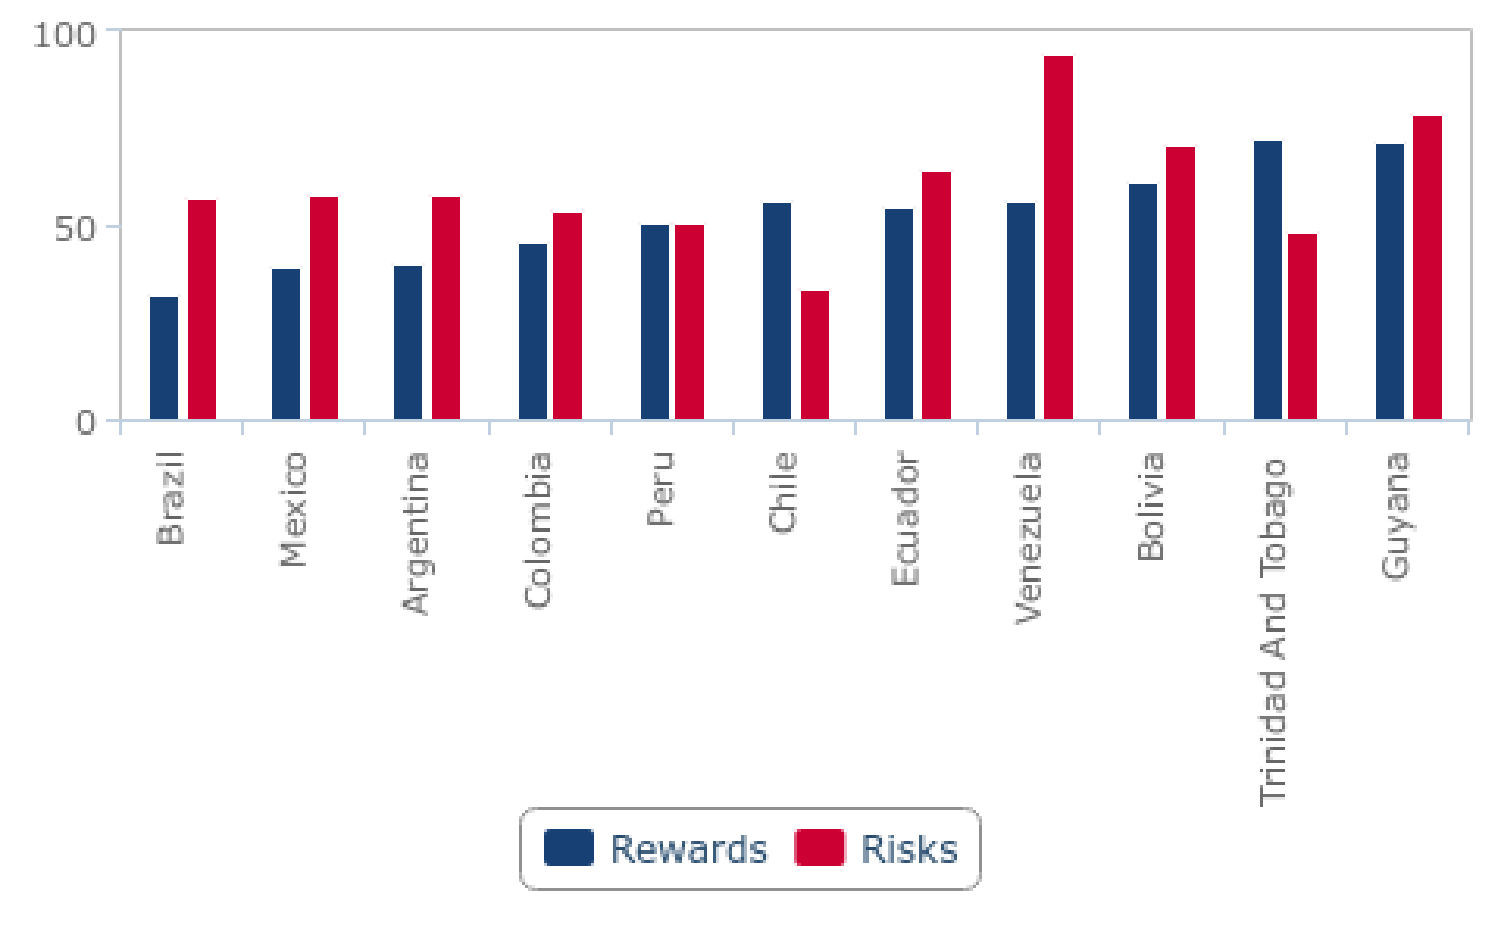 100
50
0
Brazil
Mexico
Argentina
Colombia
Peru
Chile
Ecuador
Venezuela
Bolivia
Trinidad And Tobago
Guyana
Rewards
Risks